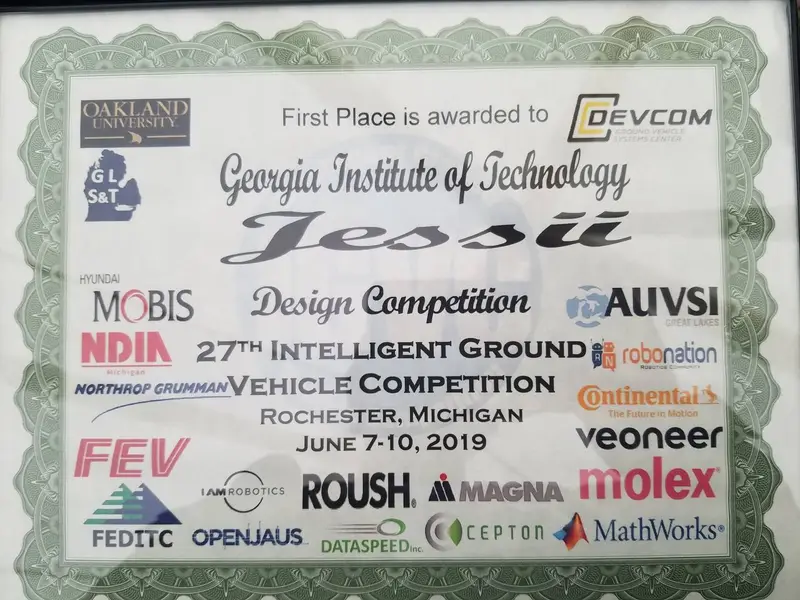 OAKLAND
UNIVERSITY
First Place is awarded to
DEVCOM
GROUND VEHICLE
SYSTEMS CENTER
G L
S&T
Georgia Institute of Technology
Jessii
HYUNDAI
MOBIS
Design Competition
AUVSI
GREAT LAKES
NDIA
Michigan
27TH INTELLIGENT GROUND
robonation
ROBOTICS COMMUNITY
NORTHROP GRUMMAN
VEHICLE COMPETITION
Continental
The Future in Motion
ROCHESTER, MICHIGAN
JUNE 7-10, 2019
veoneer
FEV
I AM ROBOTICS
ROUSH®
MAGNA
molex®
FEDITC
OPENJAUS
DATASPEED inc.
CEPTON
MathWorks®